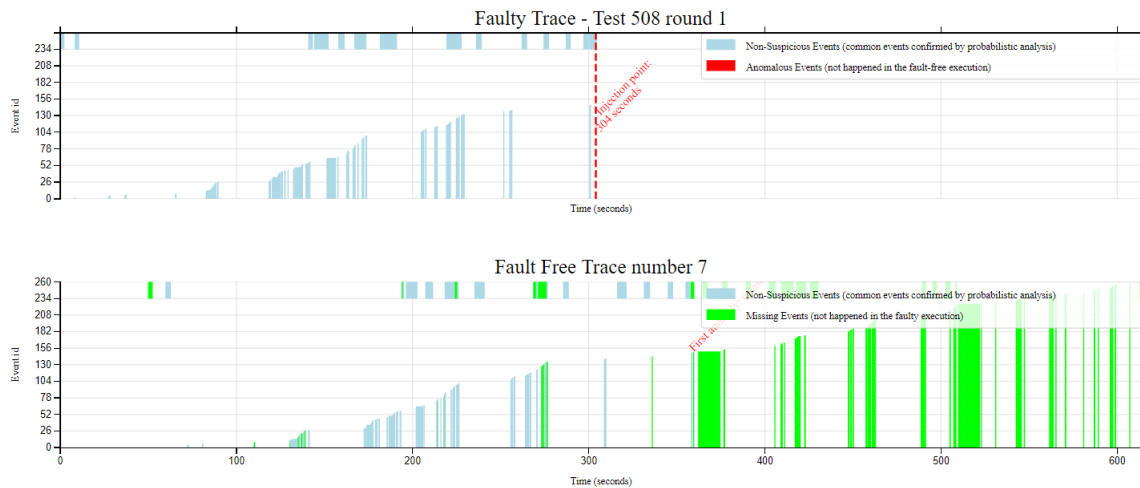 Faulty Trace - Test 508 round 1
Non-Suspicious Events (common events confirmed by probabilistic analysis)
Anomalous Events (not happened in the fault-free execution)
Injection point:
304 seconds
234
208
182
156
130
104
78
52
26
0
Event id
Time (seconds)
Fault Free Trace number 7
Non-Suspicious Events (common events confirmed by probabilistic analysis)
Missing Events (not happened in the faulty execution)
First a
260
234
208
182
156
130
104
78
52
26
0
Event id
0 100 200 300 400 500 600
Time (seconds)